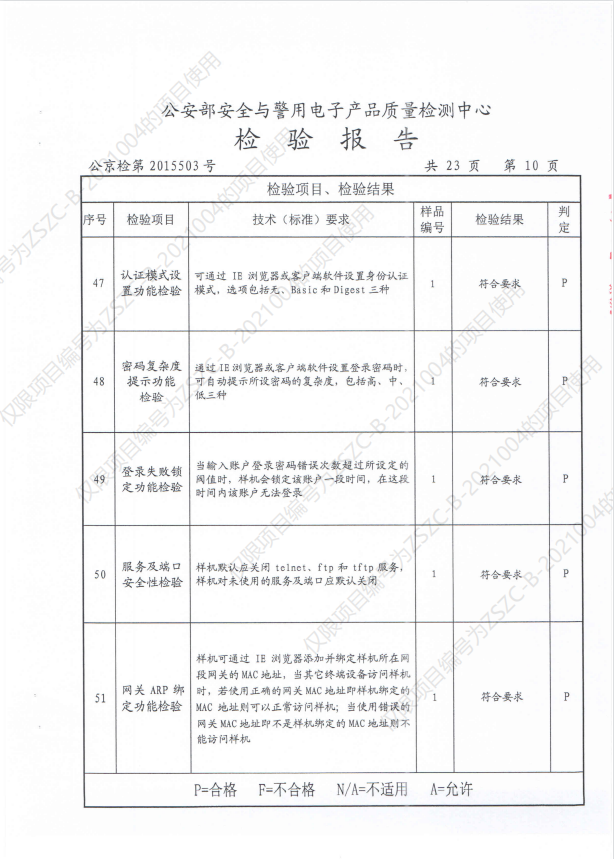 公安部安全与警用电子产品质量检测中心
检验报告
公京检第 2015503 号 共 23 页 第 10 页
检验项目、检验结果
序号 检验项目 技术（标准）要求 样品编号 检验结果 判定
47 认证模式设置功能检验 可通过 IE 浏览器或客户端软件设置身份认证模式，选项包括无、Basic 和 Digest 三种 1 符合要求 P
48 密码复杂度提示功能检验 通过 IE 浏览器或客户端软件设置登录密码时，可自动提示所设密码的复杂度，包括高、中、低三种 1 符合要求 P
49 登录失败锁定功能检验 当输入账户登录密码错误次数超过所设定的阀值时，样机会锁定该账户一段时间，在这段时间内该账户无法登录 1 符合要求 P
50 服务及端口安全性检验 样机默认应关闭 telnet、ftp 和 tftp 服务，样机对未使用的服务及端口应默认关闭 1 符合要求 P
51 网关 ARP 绑定功能检验 样机可通过 IE 浏览器添加并绑定样机所在网段网关的 MAC 地址，当其它终端设备访问样机时，若使用正确的网关 MAC 地址即样机绑定的 MAC 地址则可以正常访问样机；当使用错误的网关 MAC 地址即不是样机绑定的 MAC 地址则不能访问样机 1 符合要求 P
P=合格 F=不合格 N/A=不适用 A=允许
仅限项目编号为ZSZC-B-2021004的项目使用